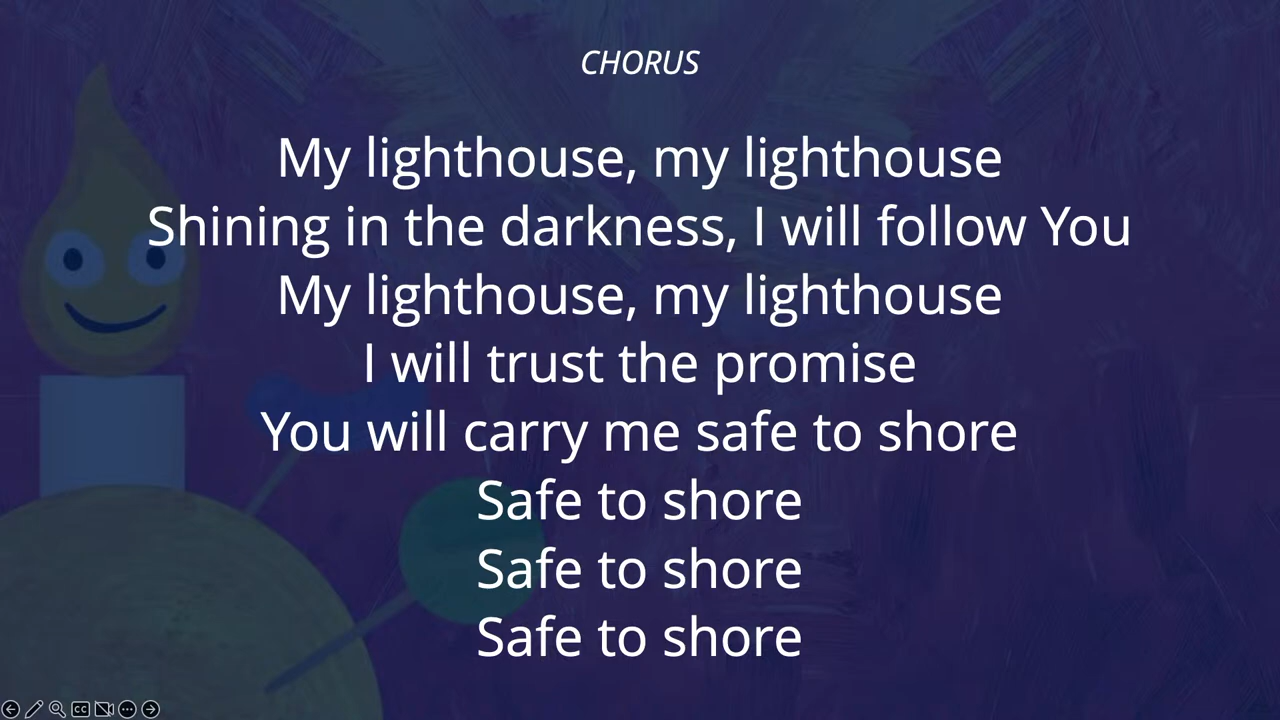 CHORUS
My lighthouse, my lighthouse
Shining in the darkness, I will follow You
My lighthouse, my lighthouse
I will trust the promise
You will carry me safe to shore
Safe to shore
Safe to shore
Safe to shore
CC